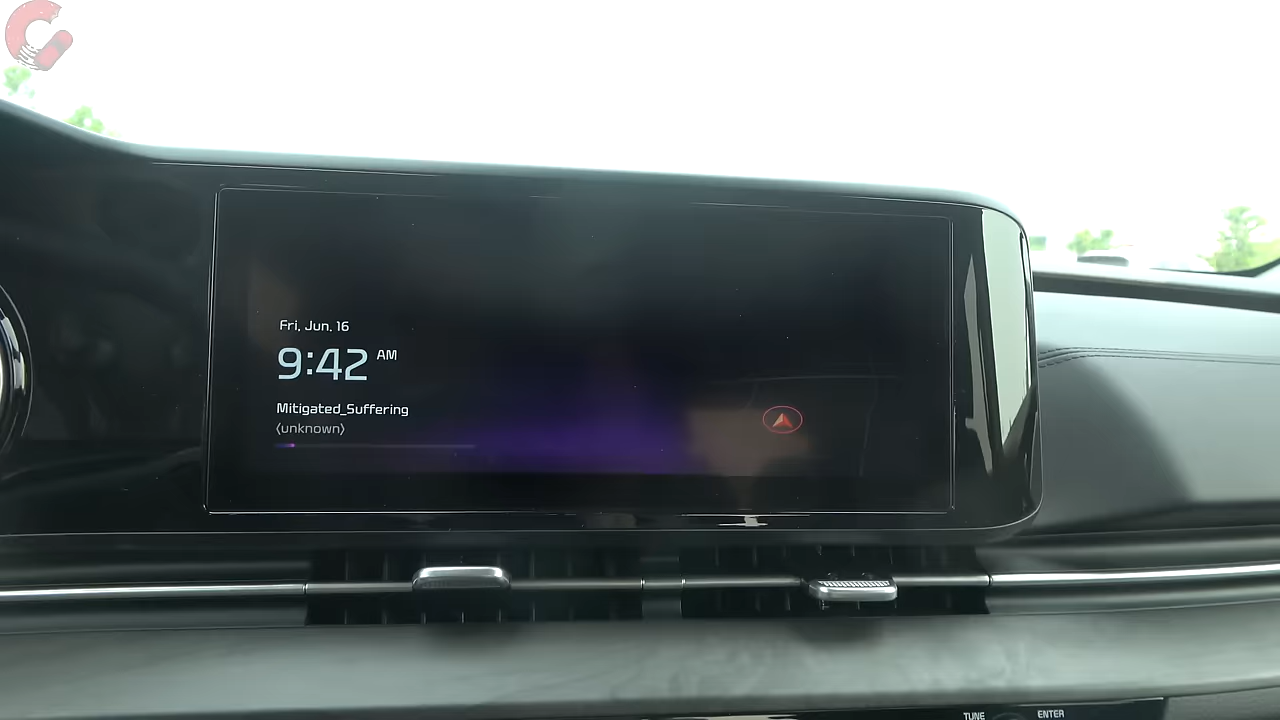 Fri, Jun. 16
9:42 AM
Mitigated_Suffering
(unknown)
TUNE
ENTER